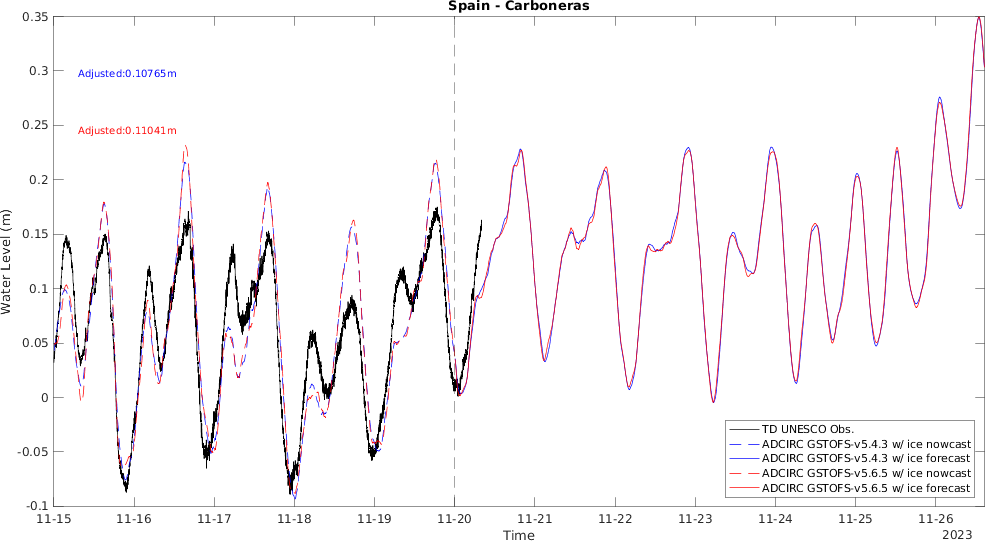 Spain - Carboneras
0.35
0.3
0.25
0.2
0.15
0.1
0.05
0
-0.05
-0.1
Water Level (m)
Adjusted:0.10765m
Adjusted:0.11041m
TD UNESCO Obs.
ADCIRC GSTOFS-v5.4.3 w/ ice nowcast
ADCIRC GSTOFS-v5.4.3 w/ ice forecast
ADCIRC GSTOFS-v5.6.5 w/ ice nowcast
ADCIRC GSTOFS-v5.6.5 w/ ice forecast
11-15 11-16 11-17 11-18 11-19 11-20 11-21 11-22 11-23 11-24 11-25 11-26
Time
2023